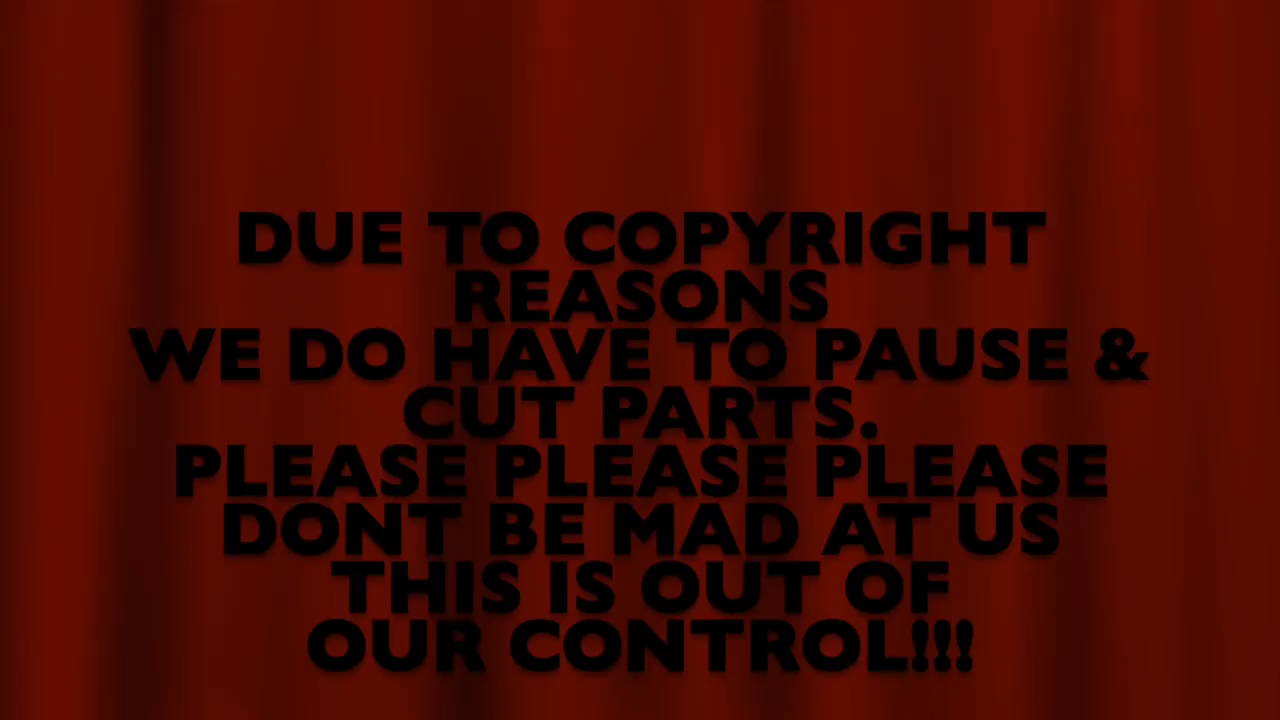 DUE TO COPYRIGHT
REASONS
WE DO HAVE TO PAUSE &
CUT PARTS.
PLEASE PLEASE PLEASE
DONT BE MAD AT US
THIS IS OUT OF
OUR CONTROL!!!